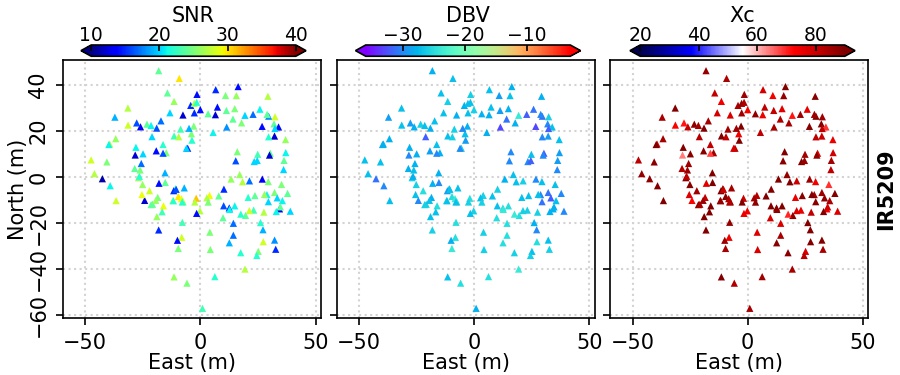 SNR DBV Xc
10 20 30 40 −30 −20 −10 20 40 60 80
North (m)
40
20
0
−20
−40
−60
IR5209
−50 0 50 −50 0 50 −50 0 50
East (m) East (m) East (m)